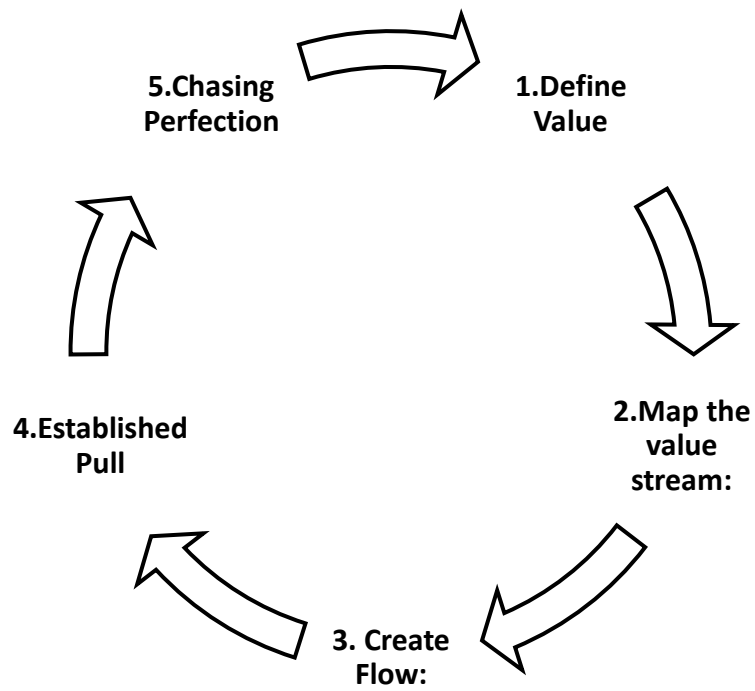 1.Define
Value
2.Map the
value
stream:
3. Create
Flow:
4.Established
Pull
5.Chasing
Perfection